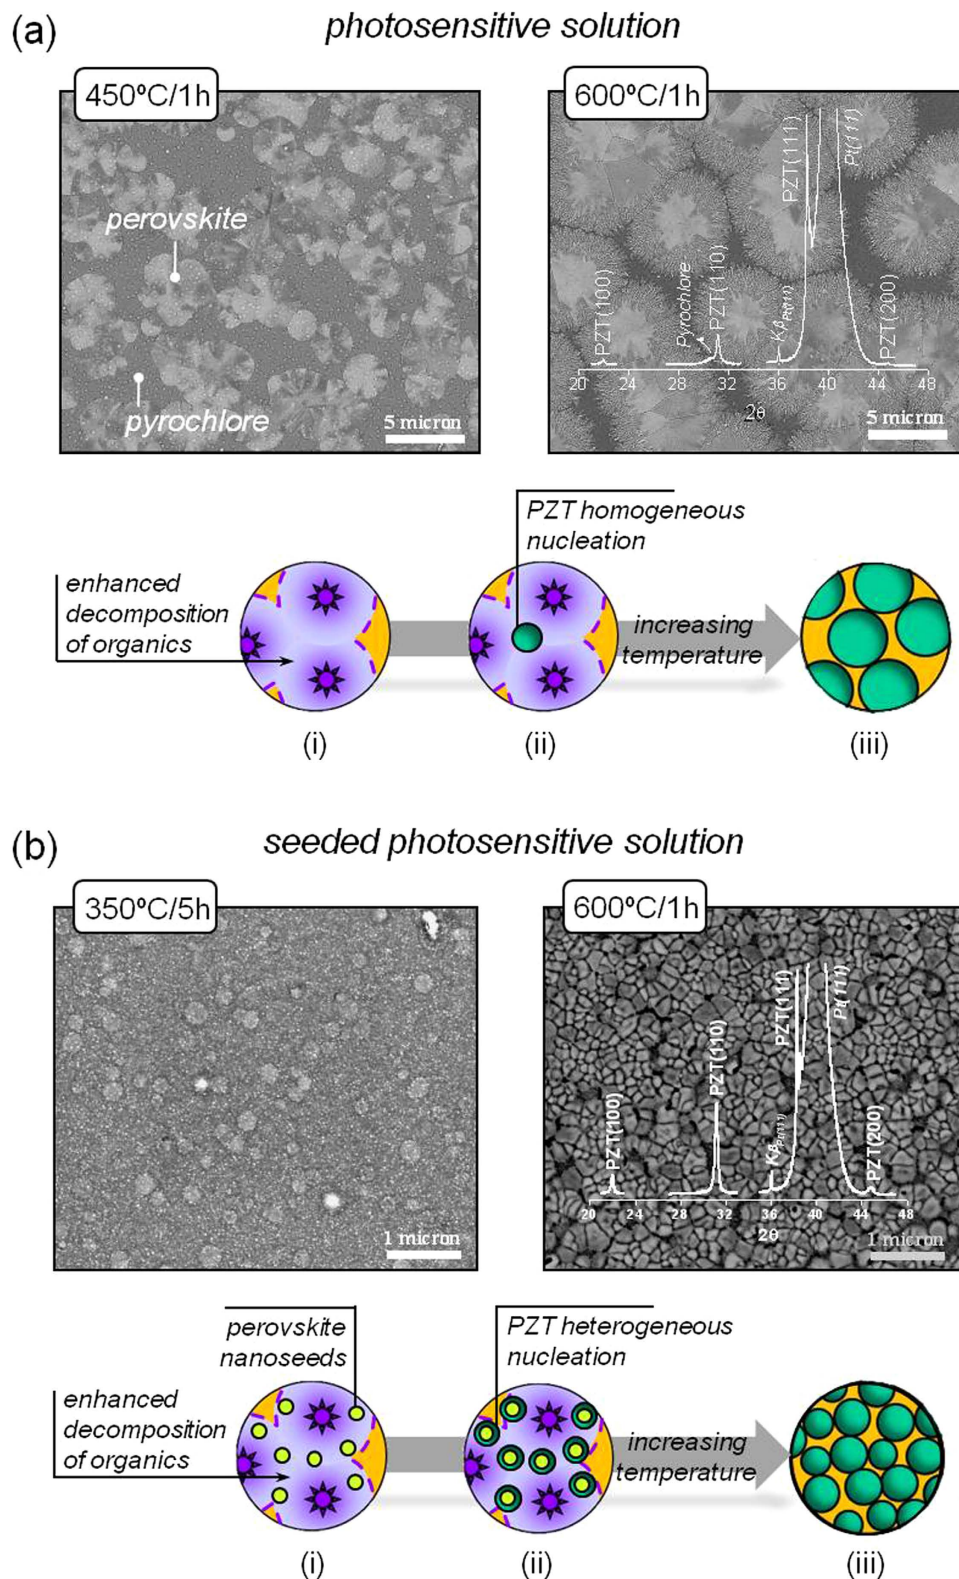 (a)
photosensitive solution
450ºC/1h
perovskite
pyrochlore
5 micron
600ºC/1h
PZT(100)
Pyrochlore
PZT(110)
KβPt(111)
PZT(111)
Pt(111)
PZT(200)
20 24 28 32 36 40 44 48
2θ
5 micron
PZT homogeneous
nucleation
enhanced
decomposition
of organics
increasing
temperature
(i)
(ii)
(iii)
(b)
seeded photosensitive solution
350ºC/5h
1 micron
600ºC/1h
PZT(100)
PZT(110)
KβPt(111)
PZT(111)
Pt(111)
PZT(200)
20 24 28 32 36 40 44 48
2θ
1 micron
perovskite
nanoseeds
PZT heterogeneous
nucleation
enhanced
decomposition
of organics
increasing
temperature
(i)
(ii)
(iii)